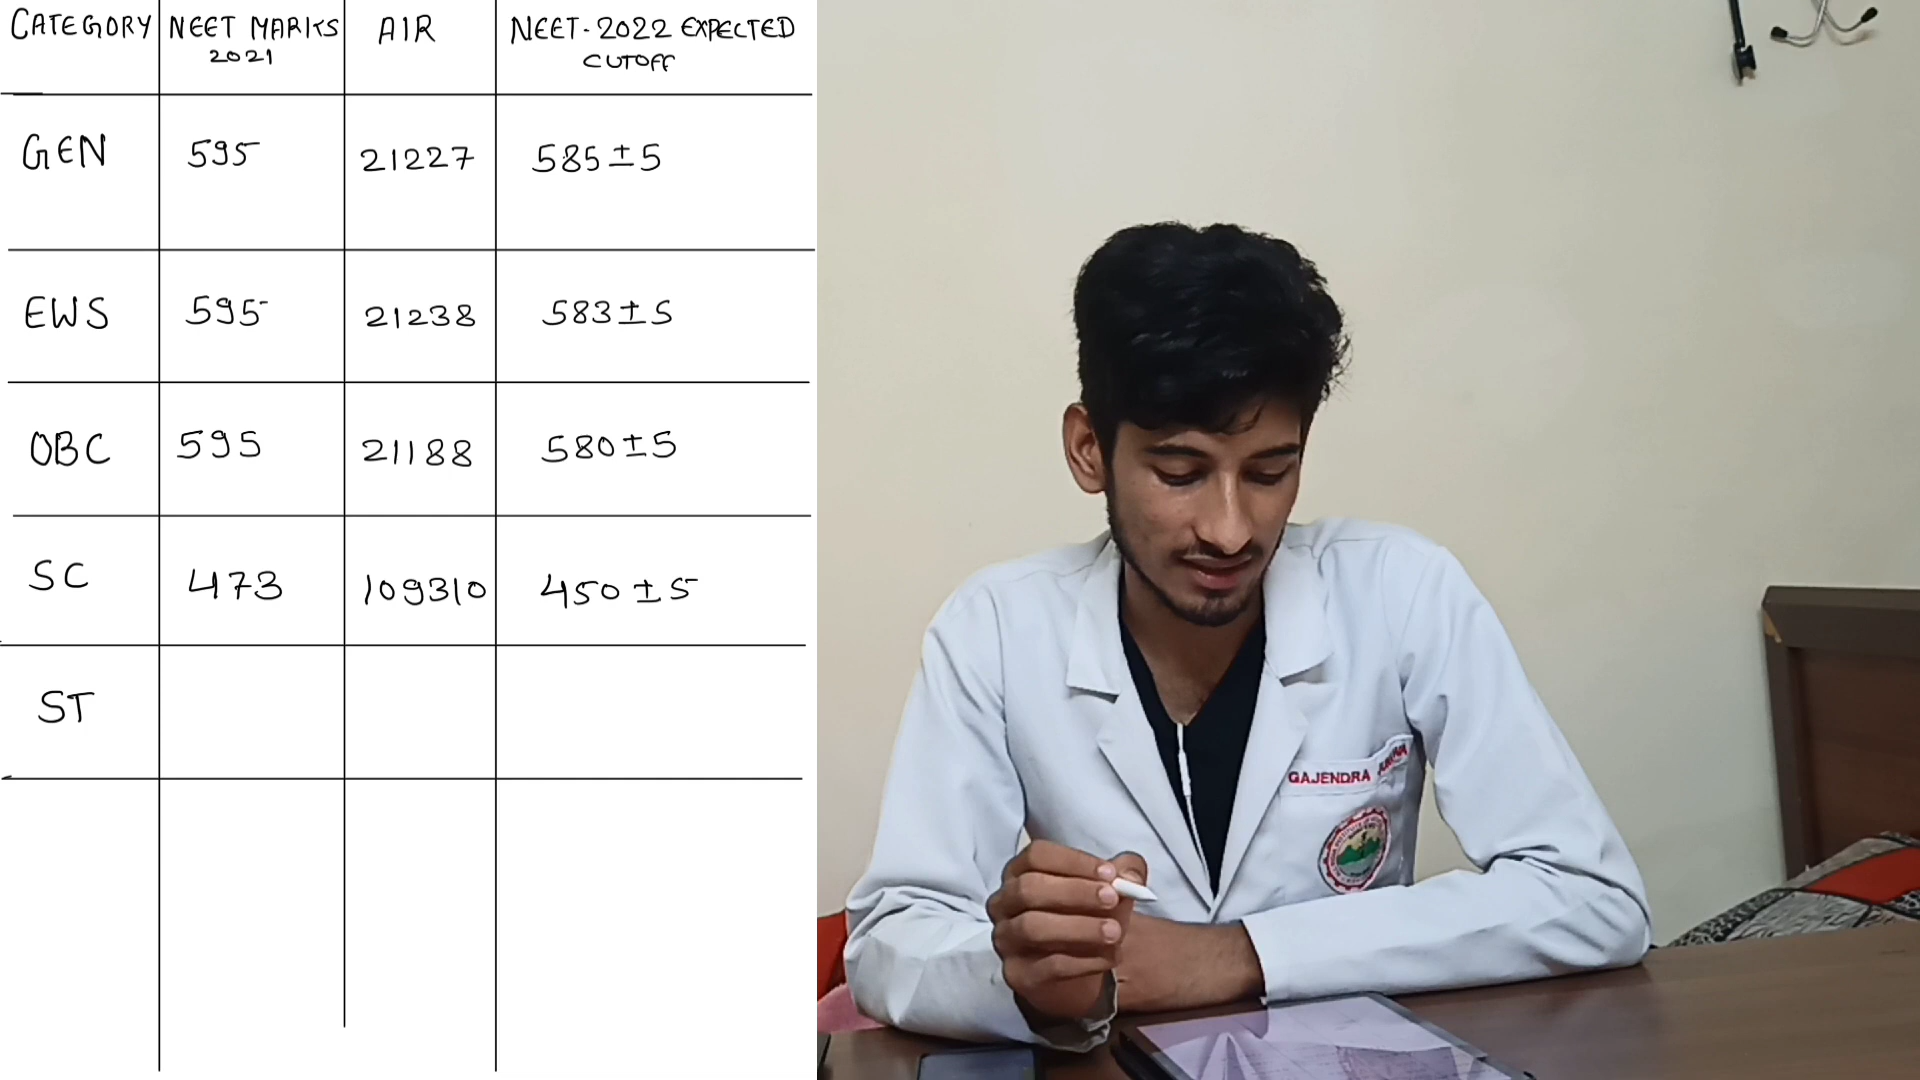 CATEGORY NEET MARKS AIR NEET-2022 EXPECTED
2021 CUTOFF
GEN 595 21227 585±5
EWS 595 21238 583±5
OBC 595 21188 580±5
SC 473 109310 450±5
ST
GAJENDRA